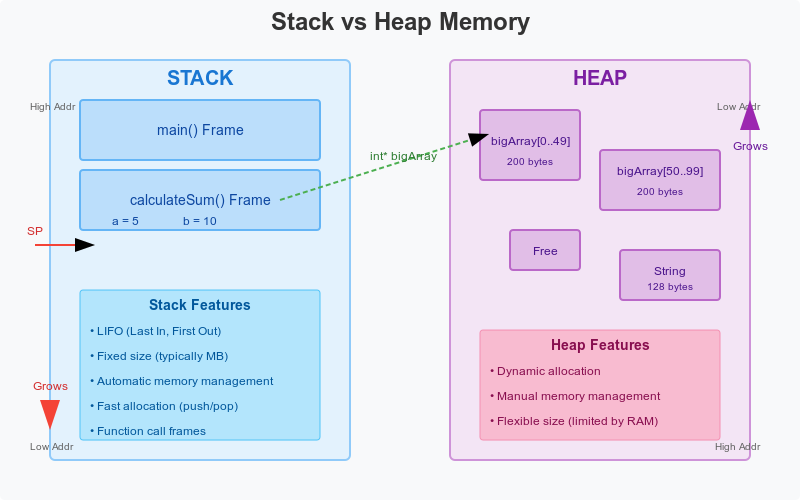 Stack vs Heap Memory
STACK
High Addr
main() Frame
calculateSum() Frame
a = 5
b = 10
SP
Stack Features
• LIFO (Last In, First Out)
• Fixed size (typically MB)
• Automatic memory management
• Fast allocation (push/pop)
• Function call frames
Grows
Low Addr
int* bigArray
HEAP
Low Addr
Grows
bigArray[0..49]
200 bytes
bigArray[50..99]
200 bytes
Free
String
128 bytes
Heap Features
• Dynamic allocation
• Manual memory management
• Flexible size (limited by RAM)
High Addr